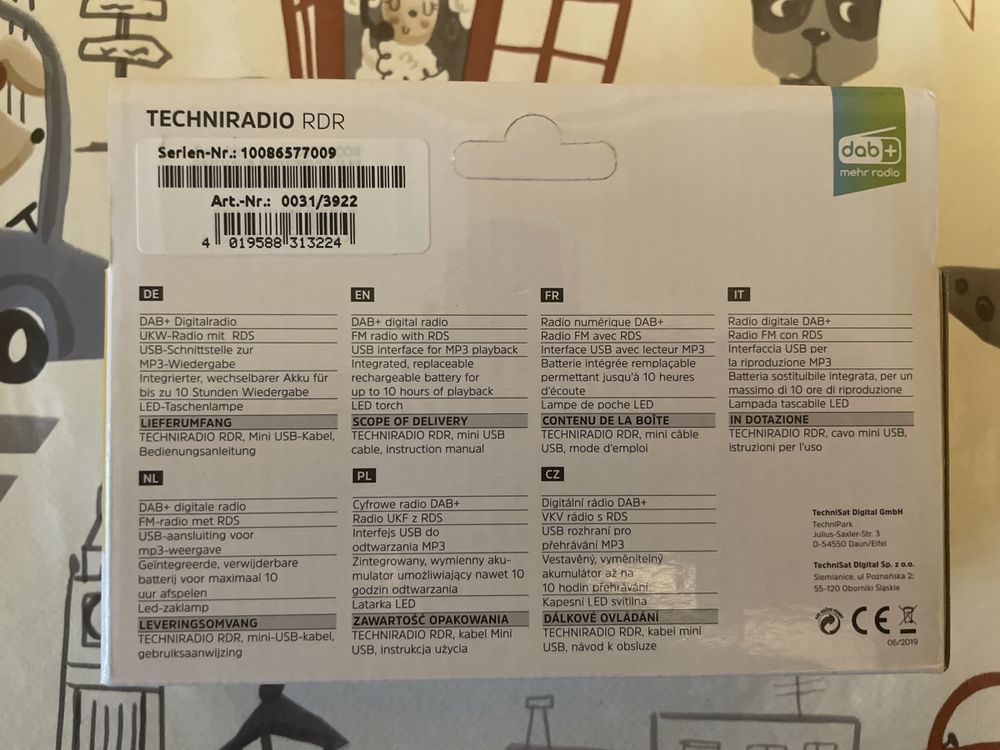 TECHNIRADIO RDR
Serien-Nr.: 10086577009
Art.-Nr.: 0031/3922
4 019588 313224
dab+
mehr radio
DE
DAB+ Digitalradio
UKW-Radio mit RDS
USB-Schnittstelle zur
MP3-Wiedergabe
Integrierter, wechselbarer Akku für
bis zu 10 Stunden Wiedergabe
LED-Taschenlampe
LIEFERUMFANG
TECHNIRADIO RDR, Mini USB-Kabel,
Bedienungsanleitung
EN
DAB+ digital radio
FM radio with RDS
USB interface for MP3 playback
Integrated, replaceable
rechargeable battery for
up to 10 hours of playback
LED torch
SCOPE OF DELIVERY
TECHNIRADIO RDR, mini USB
cable, instruction manual
FR
Radio numérique DAB+
Radio FM avec RDS
Interface USB avec lecteur MP3
Batterie intégrée remplaçable
permettant jusqu'à 10 heures
d'écoute
Lampe de poche LED
CONTENU DE LA BOÎTE
TECHNIRADIO RDR, mini câble
USB, mode d'emploi
IT
Radio digitale DAB+
Radio FM con RDS
Interfaccia USB per
la riproduzione MP3
Batteria sostituibile integrata, per un
massimo di 10 ore di riproduzione
Lampada tascabile LED
IN DOTAZIONE
TECHNIRADIO RDR, cavo mini USB,
istruzioni per l'uso
NL
DAB+ digitale radio
FM-radio met RDS
USB-aansluiting voor
mp3-weergave
Geïntegreerde, verwijderbare
batterij voor maximaal 10
uur afspelen
Led-zaklamp
LEVERINGSOMVANG
TECHNIRADIO RDR, mini-USB-kabel,
gebruiksaanwijzing
PL
Cyfrowe radio DAB+
Radio UKF z RDS
Interfejs USB do
odtwarzania MP3
Zintegrowany, wymienny aku-
mulator umożliwiający nawet 10
godzin odtwarzania
Latarka LED
ZAWARTOŚĆ OPAKOWANIA
TECHNIRADIO RDR, kabel Mini
USB, instrukcja użycia
CZ
Digitální rádio DAB+
VKV rádio s RDS
USB rozhraní pro
přehrávání MP3
Vestavěný, vyměnitelný
akumulátor až na
10 hodin přehrávání
Kapesní LED svítilna
DÁLKOVÉ OVLÁDÁNÍ
TECHNIRADIO RDR, kabel mini
USB, návod k obsluze
TechniSat Digital GmbH
TechniPark
Julius-Saxler-Str. 3
D-54550 Daun/Eifel
TechniSat Digital Sp. z o.o.
Siemianice, ul Poznańska 2;
55-120 Oborniki Śląskie
CE
06/2019